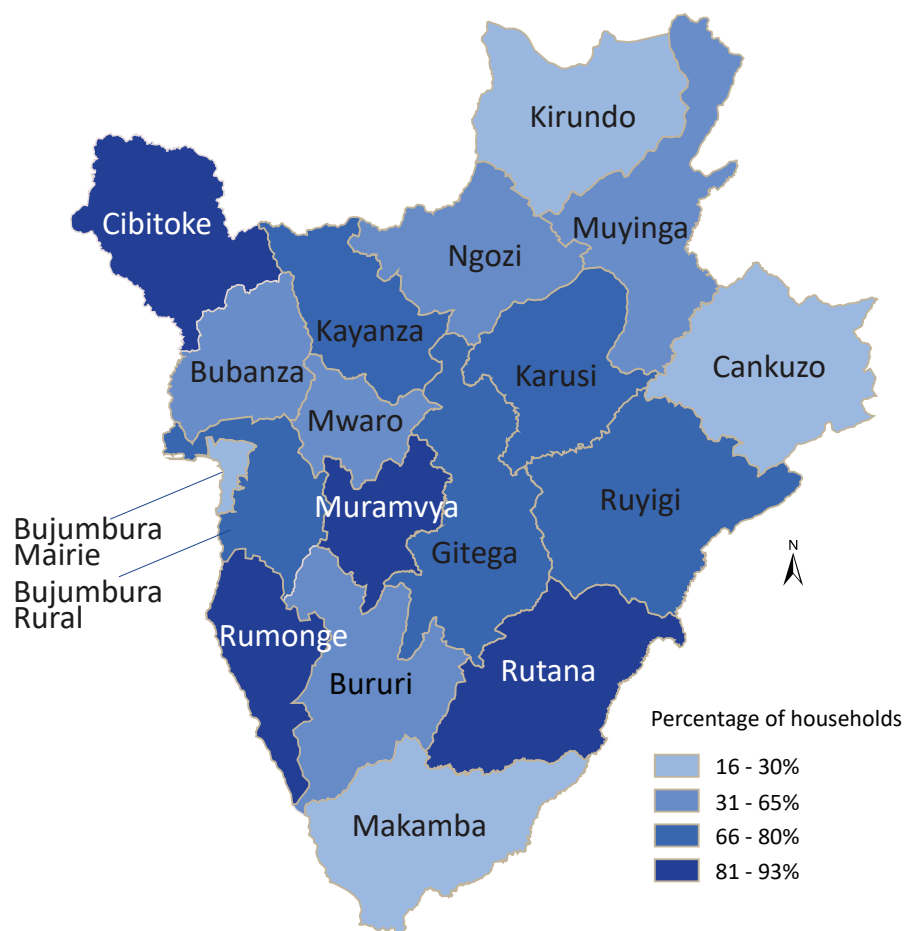 Kirundo
Cibitoke
Muyinga
Ngozi
Kayanza
Bubanza
Karusi
Cankuzo
Mwaro
Muramvya
Ruyigi
Bujumbura
Mairie
Gitega
N
Bujumbura
Rural
Rumonge
Rutana
Bururi
Percentage of households
16 - 30%
31 - 65%
66 - 80%
81 - 93%
Makamba